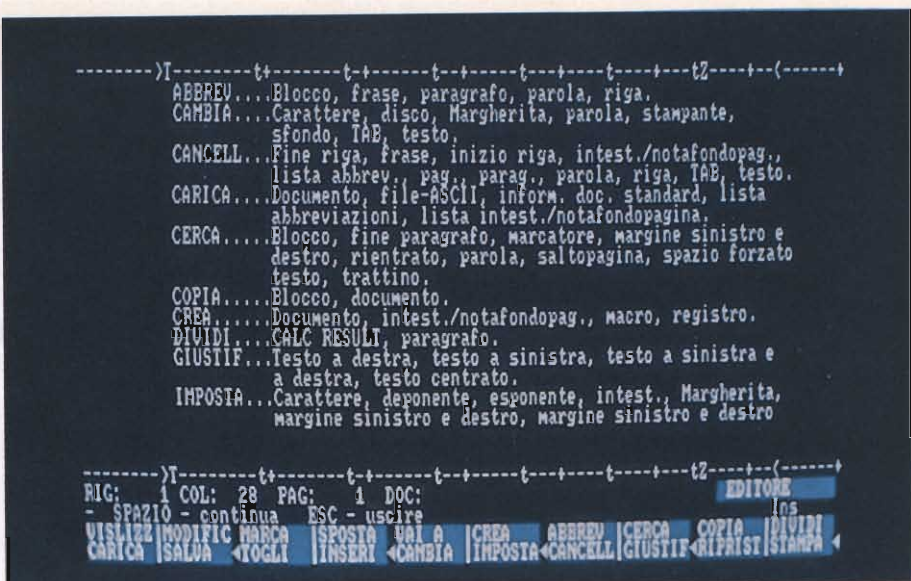 --------)T--------t+-------t-+------t--+-----t---+----t----+---tZ----+--(------+
ABBREV....Blocco, frase, paragrafo, parola, riga.
CAMBIA....Carattere, disco, Margherita, parola, stampante,
sfondo, TAB, testo.
CANCELL...Fine riga, frase, inizio riga, intest./notafondopag.,
lista abbrev., pag., parag., parola, riga, TAB, testo.
CARICA....Documento, file-ASCII, inform. doc. standard, lista
abbreviazioni, lista intest./notafondopagina.
CERCA.....Blocco, fine paragrafo, marcatore, margine sinistro e
destro, rientrato, parola, saltopagina, spazio forzato
testo, trattino.
COPIA.....Blocco, documento.
CREA......Documento, intest./notafondopag., macro, registro.
DIVIDI....CALC RESULT, paragrafo.
GIUSTIF...Testo a destra, testo a sinistra, testo a sinistra e
a destra, testo centrato.
IMPOSTA...Carattere, deponente, esponente, intest., Margherita,
margine sinistro e destro, margine sinistro e destro
--------)T--------t+-------t-+------t--+-----t---+----t----+---tZ----+--(------+
RIG: 1 COL: 28 PAG: 1 DOC: EDITORE
- SPAZIO - continua ESC - uscire Ins
VISLIZZ|MODIFIC MARCA |SPOSTA VAI A |CREA ABBREV |CERCA COPIA |DIVIDI
CARICA |SALVA ◄TOGLI |INSERI ◄CAMBIA |IMPOSTA◄CANCELL|GIUSTIF◄RIPRIST|STAMPA ◄